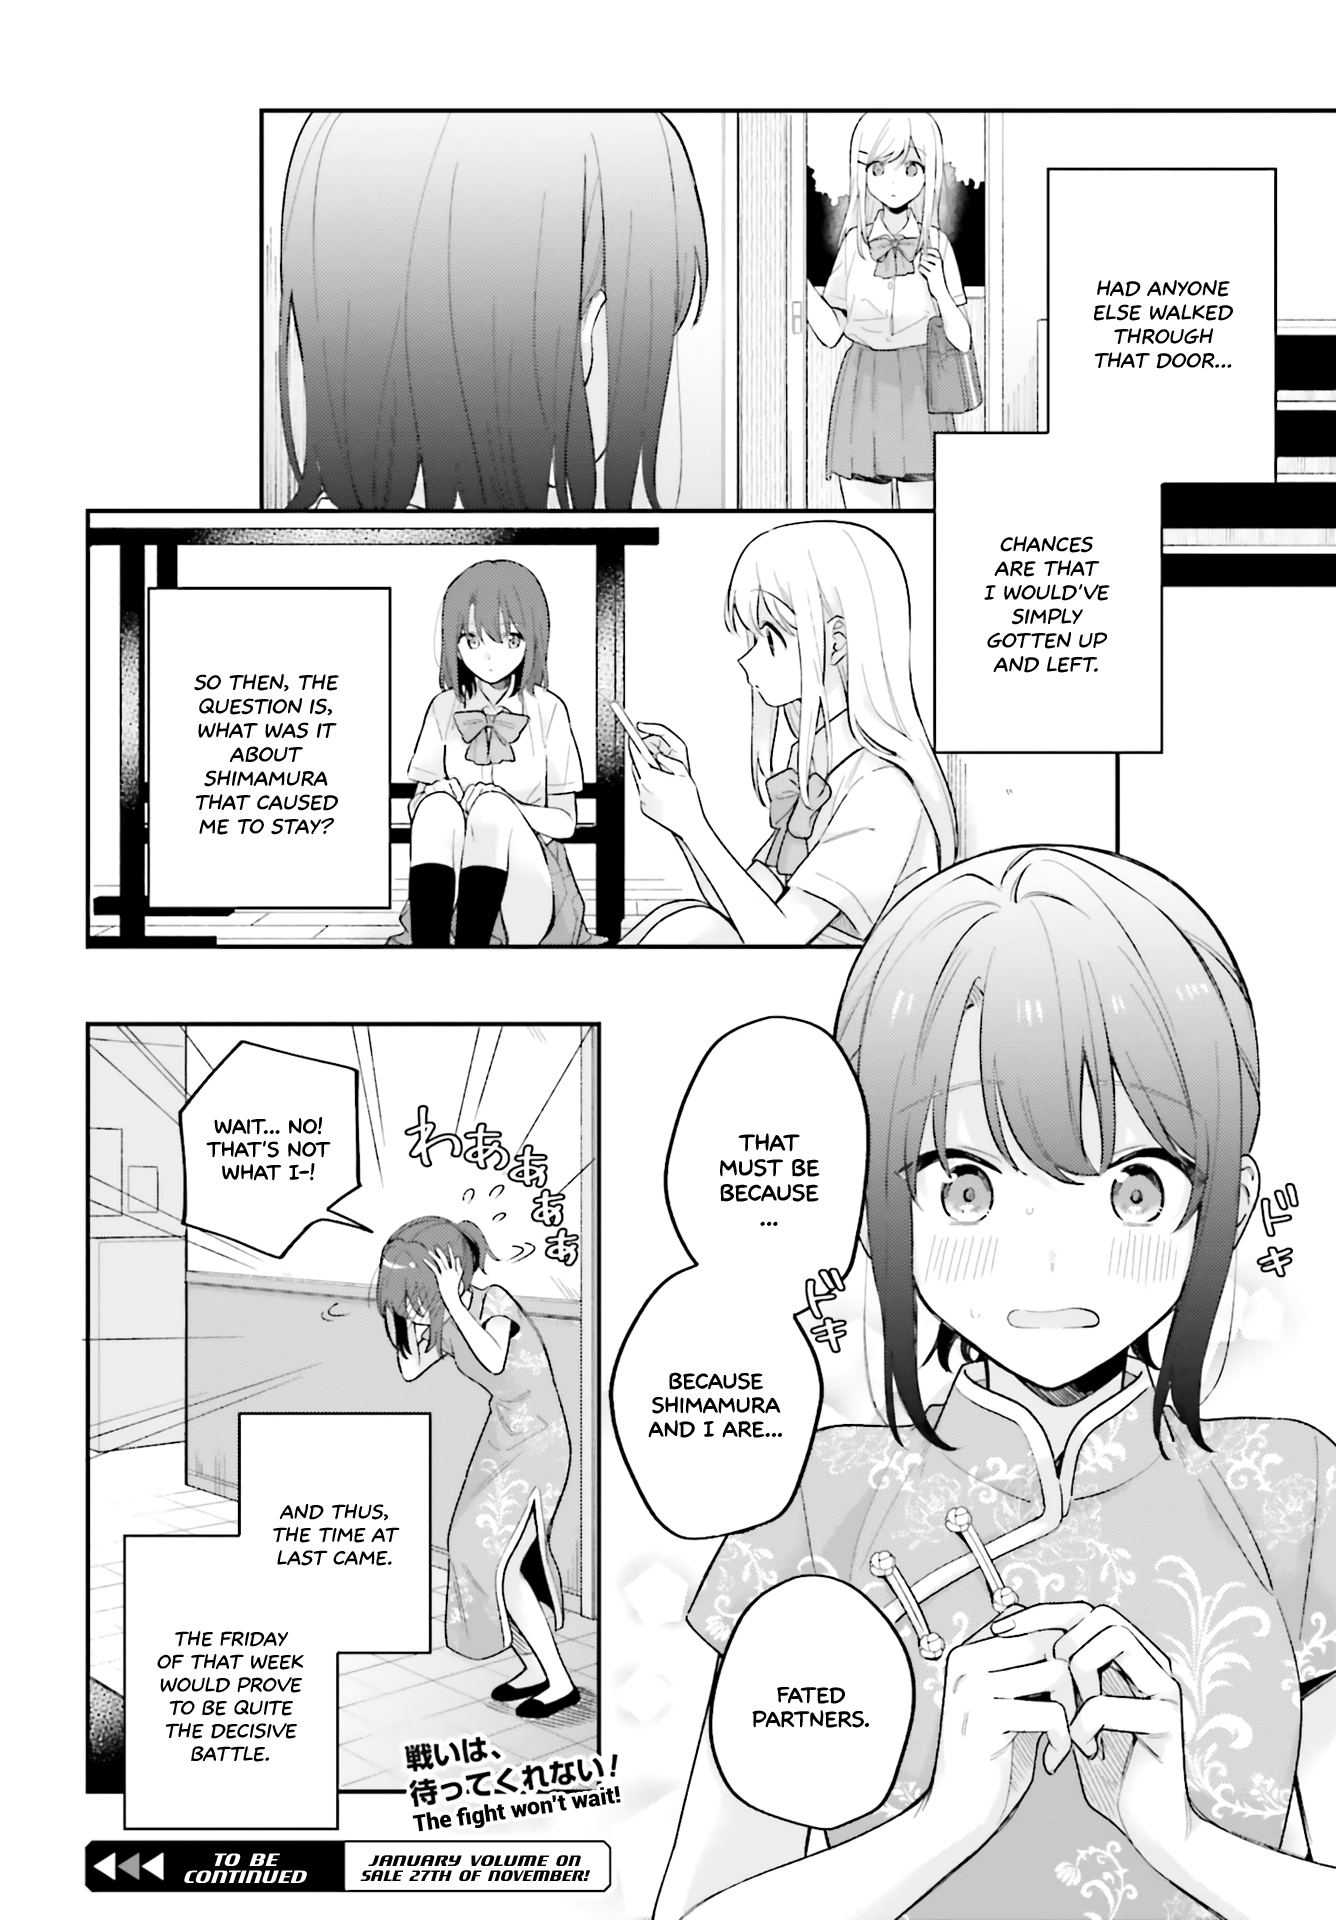 HAD ANYONE
ELSE WALKED
THROUGH
THAT DOOR...
CHANCES
ARE THAT
I WOULD'VE
SIMPLY
GOTTEN UP
AND LEFT.
SO THEN, THE
QUESTION IS,
WHAT WAS IT
ABOUT
SHIMAMURA
THAT CAUSED
ME TO STAY?
THAT
MUST BE
BECAUSE
...
BECAUSE
SHIMAMURA
AND I ARE...
ドキ
ドキ
FATED
PARTNERS.
WAIT... NO!
THAT'S NOT
WHAT I-!
わあぁぁぁぁ
AND THUS,
THE TIME AT
LAST CAME.
THE FRIDAY
OF THAT WEEK
WOULD PROVE
TO BE QUITE
THE DECISIVE
BATTLE.
戦いは、
待ってくれない!
The fight won't wait!
TO BE
CONTINUED
JANUARY VOLUME ON
SALE 27TH OF NOVEMBER!